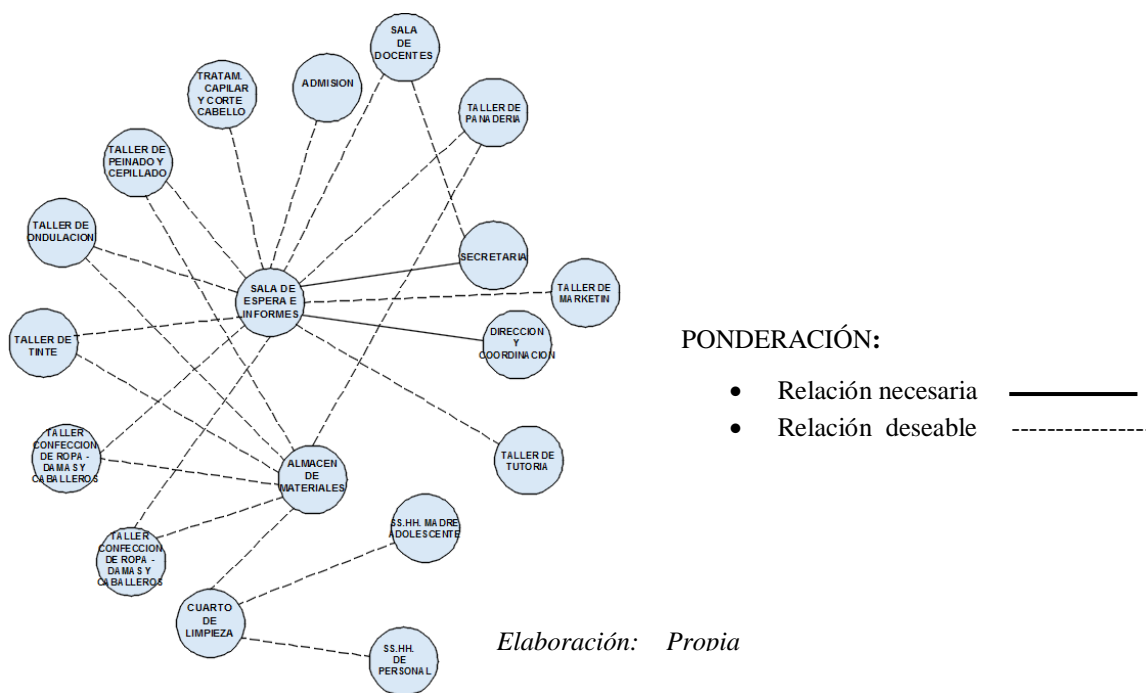 SALA
DE
DOCENTES
TRATAM.
CAPILAR
Y CORTE
CABELLO
ADMISION
TALLER DE
PANADERIA
TALLER DE
PEINADO Y
CEPILLADO
TALLER DE
ONDULACION
SECRETARIA
SALA DE
ESPERA E
INFORMES
TALLER DE
MARKETIN
DIRECCION
Y
COORDINACION
TALLER DE
TINTE
PONDERACIÓN:
• Relación necesaria
• Relación deseable
TALLER
CONFECCION
DE ROPA -
DAMAS Y
CABALLEROS
ALMACEN
DE
MATERIALES
TALLER DE
TUTORIA
SS.HH. MADRE
ADOLESCENTE
TALLER
CONFECCION
DE ROPA -
DAMAS Y
CABALLEROS
CUARTO
DE
LIMPIEZA
SS.HH.
DE
PERSONAL
Elaboración: Propia